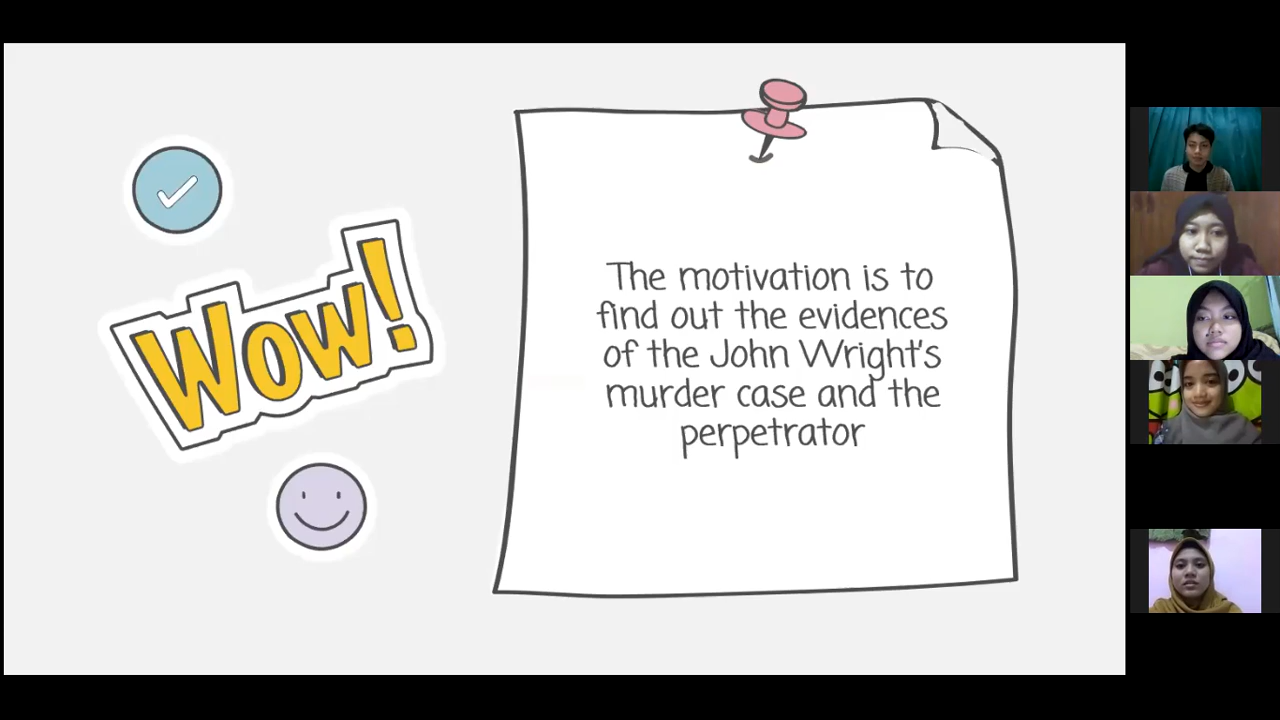 Wow!
The motivation is to
find out the evidences
of the John Wright's
murder case and the
perpetrator